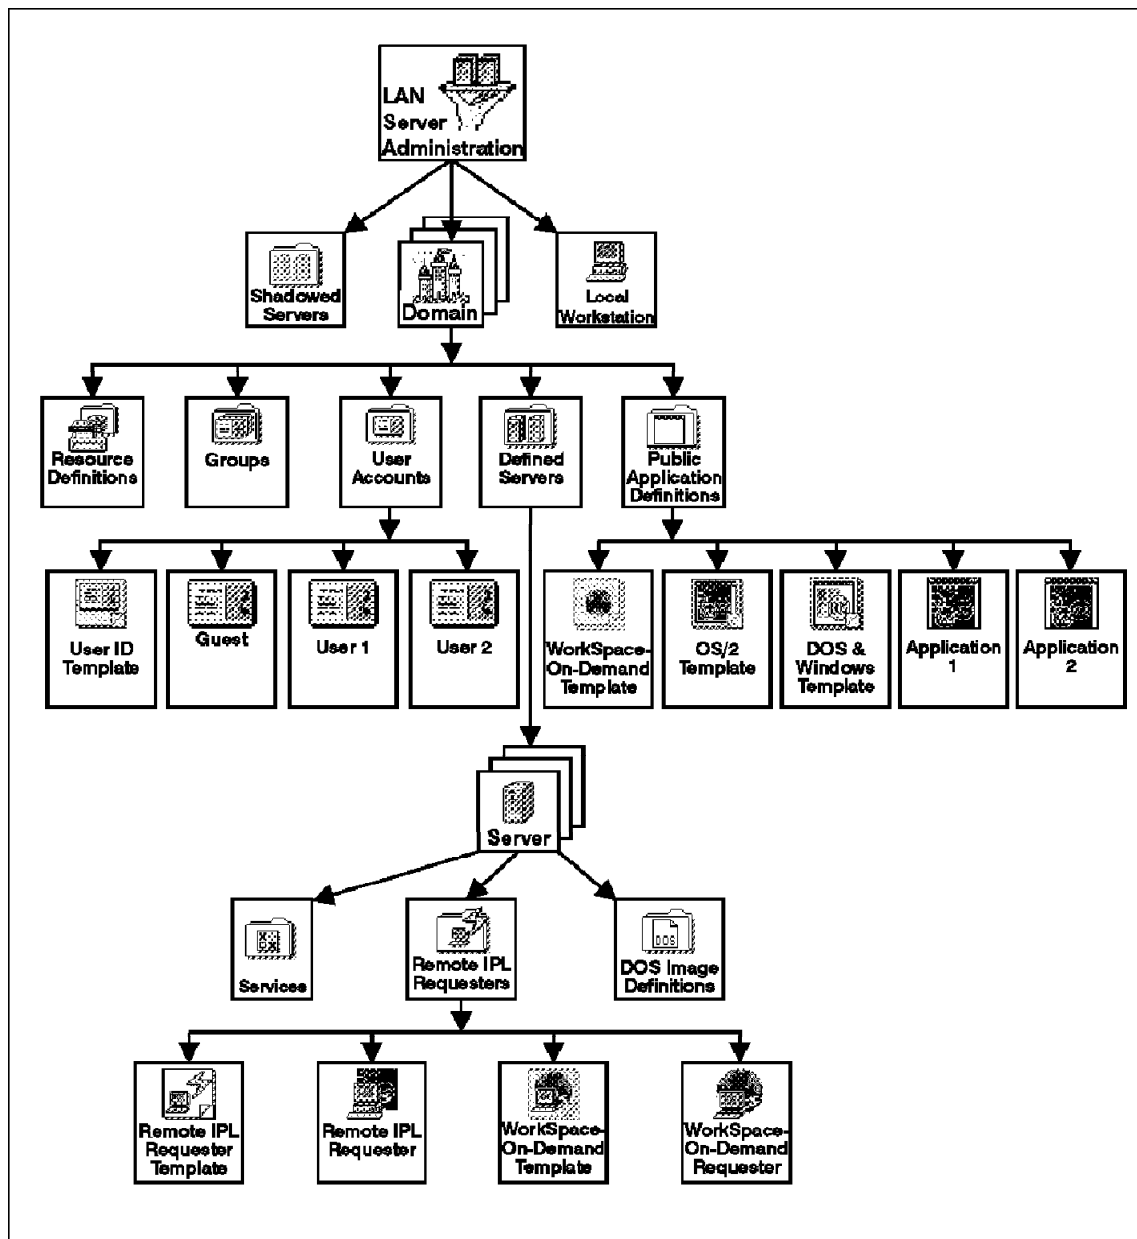 LAN
Server
Administration
Shadowed
Servers
Domain
Local
Workstation
Resource
Definitions
Groups
User
Accounts
Defined
Servers
Public
Application
Definitions
User ID
Template
Guest
User 1
User 2
WorkSpace-
On-Demand
Template
OS/2
Template
DOS &
Windows
Template
Application
1
Application
2
Server
Services
Remote IPL
Requesters
DOS
DOS Image
Definitions
Remote IPL
Requester
Template
Remote IPL
Requester
WorkSpace-
On-Demand
Template
WorkSpace-
On-Demand
Requester